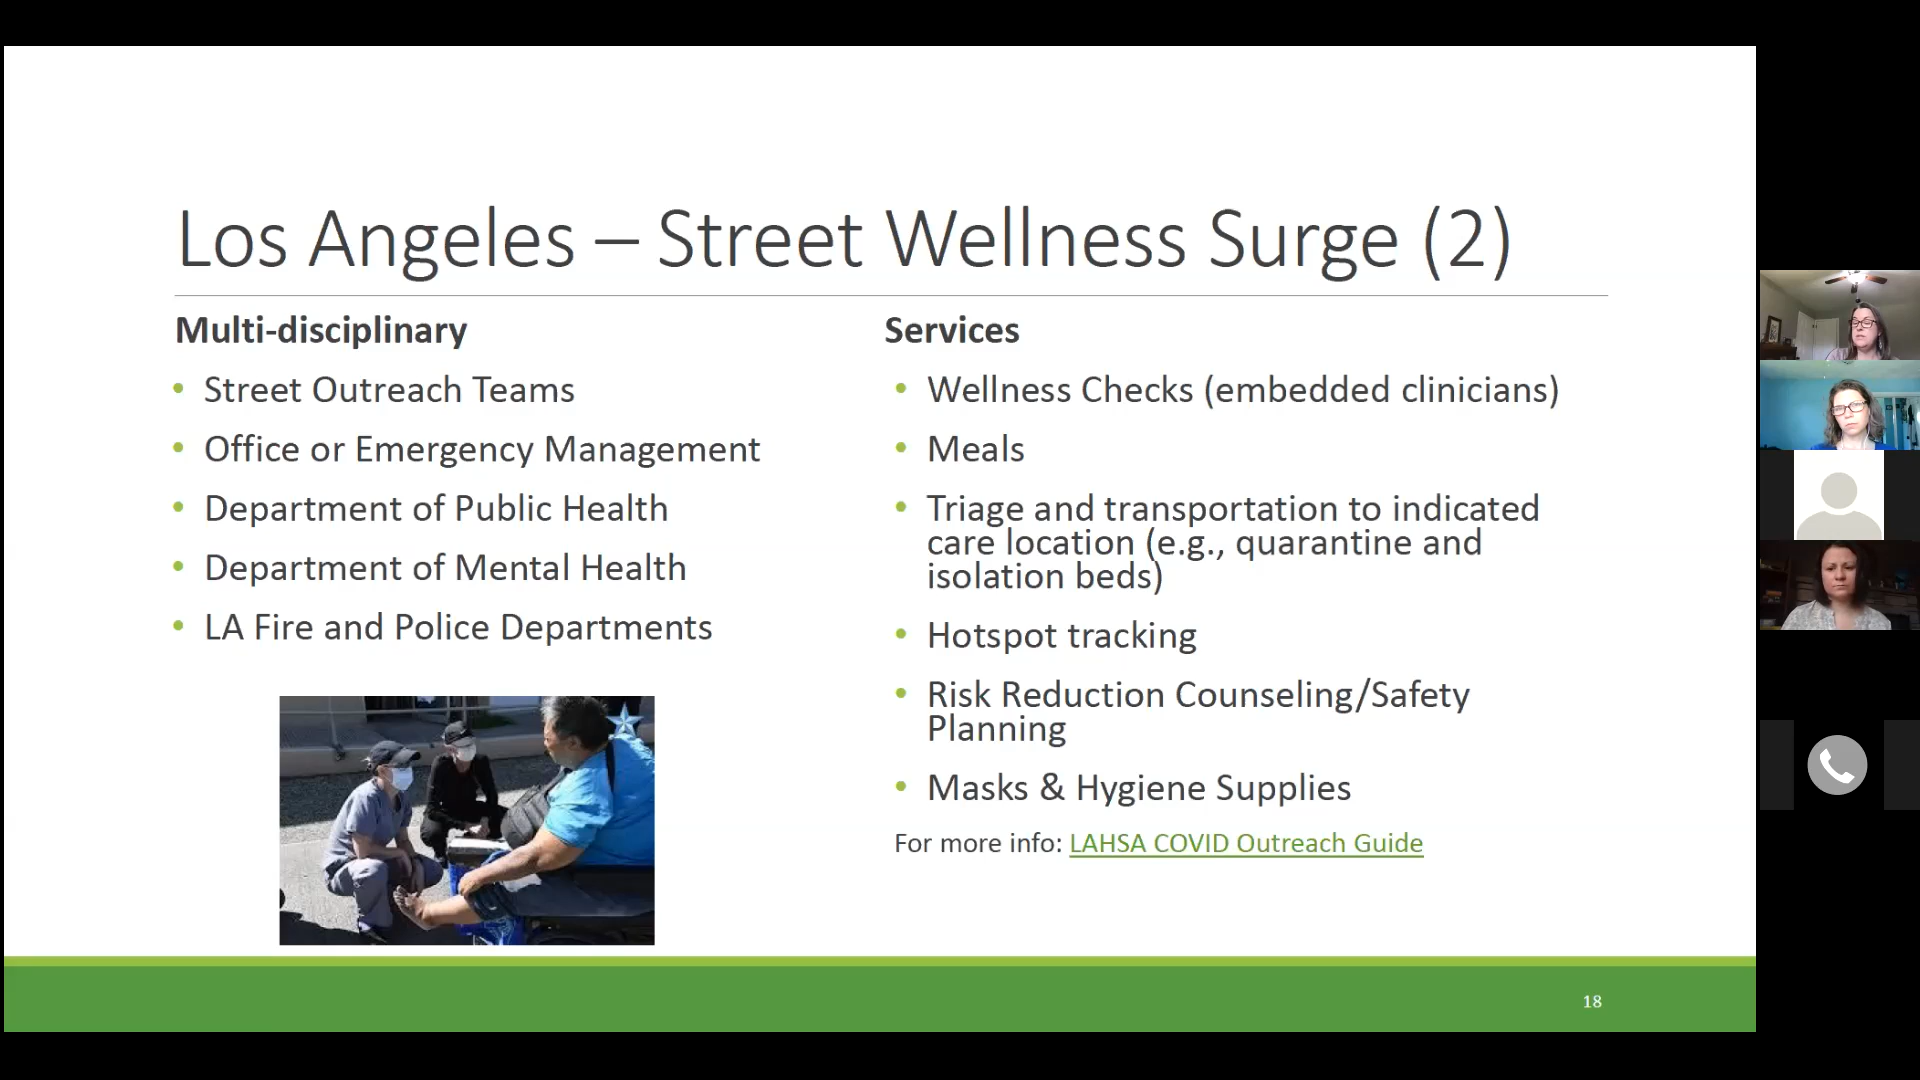 Los Angeles – Street Wellness Surge (2)
Multi-disciplinary
• Street Outreach Teams
• Office or Emergency Management
• Department of Public Health
• Department of Mental Health
• LA Fire and Police Departments
Services
• Wellness Checks (embedded clinicians)
• Meals
• Triage and transportation to indicated
care location (e.g., quarantine and
isolation beds)
• Hotspot tracking
• Risk Reduction Counseling/Safety
Planning
• Masks & Hygiene Supplies
For more info: LAHSA COVID Outreach Guide
18